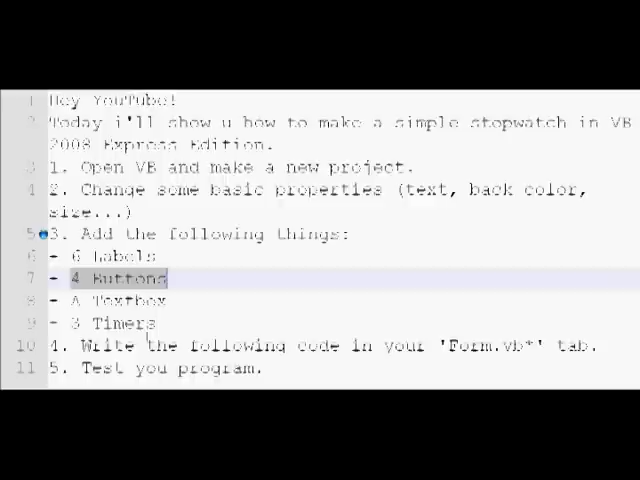 1 Hey YouTube!
2 Today i'll show u how to make a simple stopwatch in VB
2008 Express Edition.
3 1. Open VB and make a new project.
4 2. Change some basic properties (text, back color,
size...)
5 3. Add the following things:
6 - 6 Labels
7 - 4 Buttons
8 - A Textbox
9 - 3 Timers
10 4. Write the following code in your 'Form.vb*' tab.
11 5. Test you program.